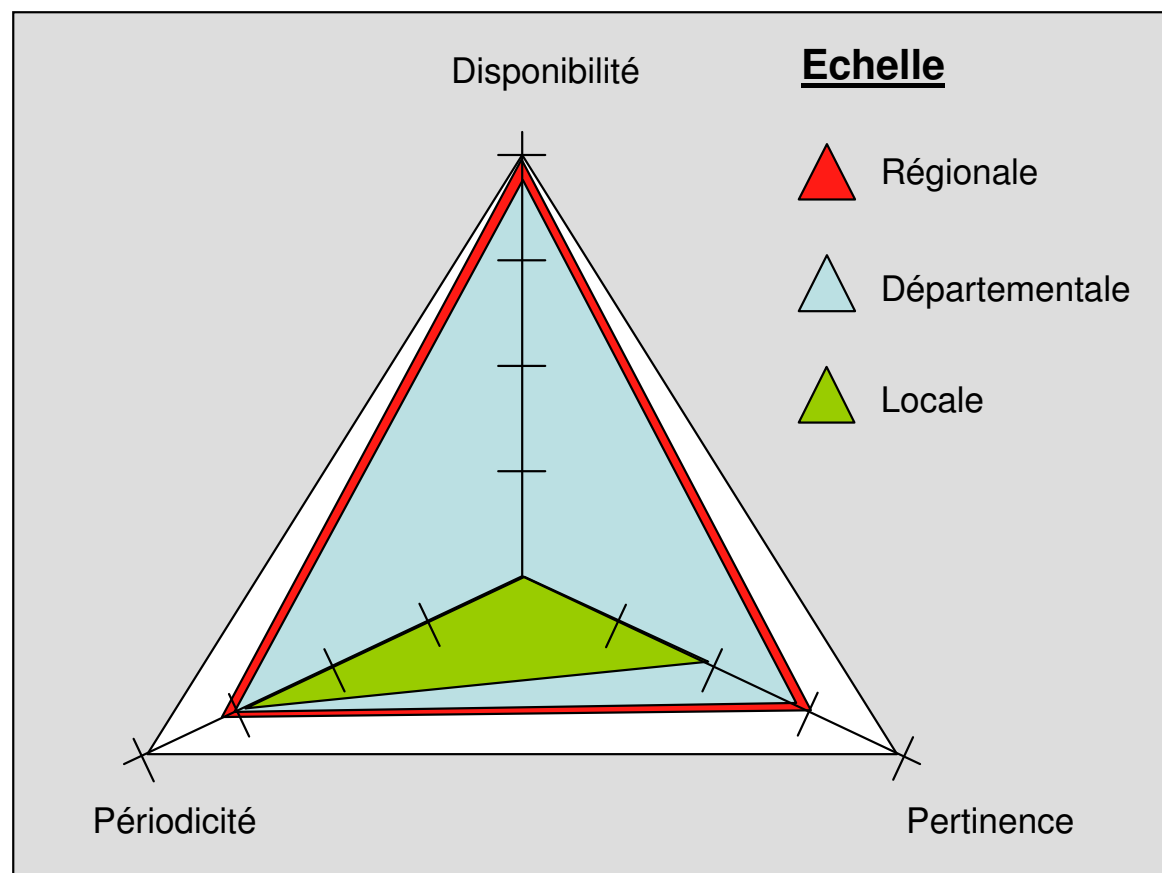 Disponibilité
Echelle
Régionale
Départementale
Locale
Périodicité
Pertinence